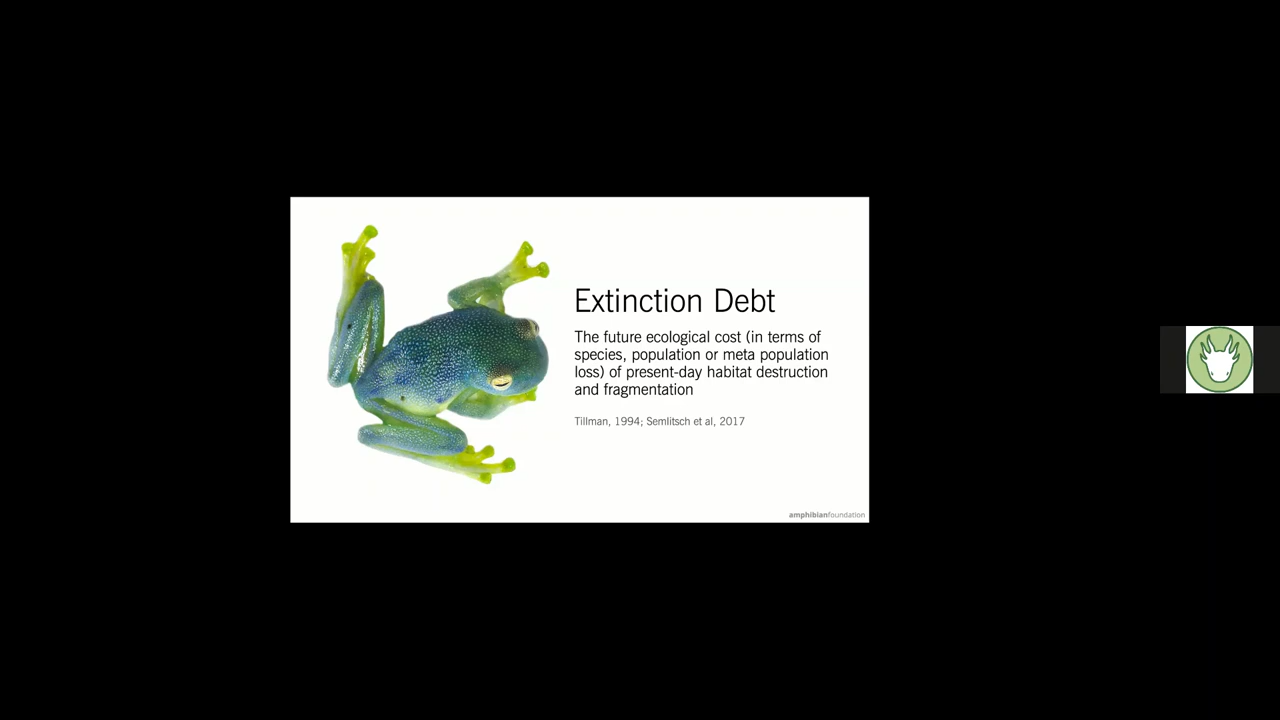 Extinction Debt
The future ecological cost (in terms of
species, population or meta population
loss) of present-day habitat destruction
and fragmentation
Tillman, 1994; Semlitsch et al, 2017
amphibianfoundation